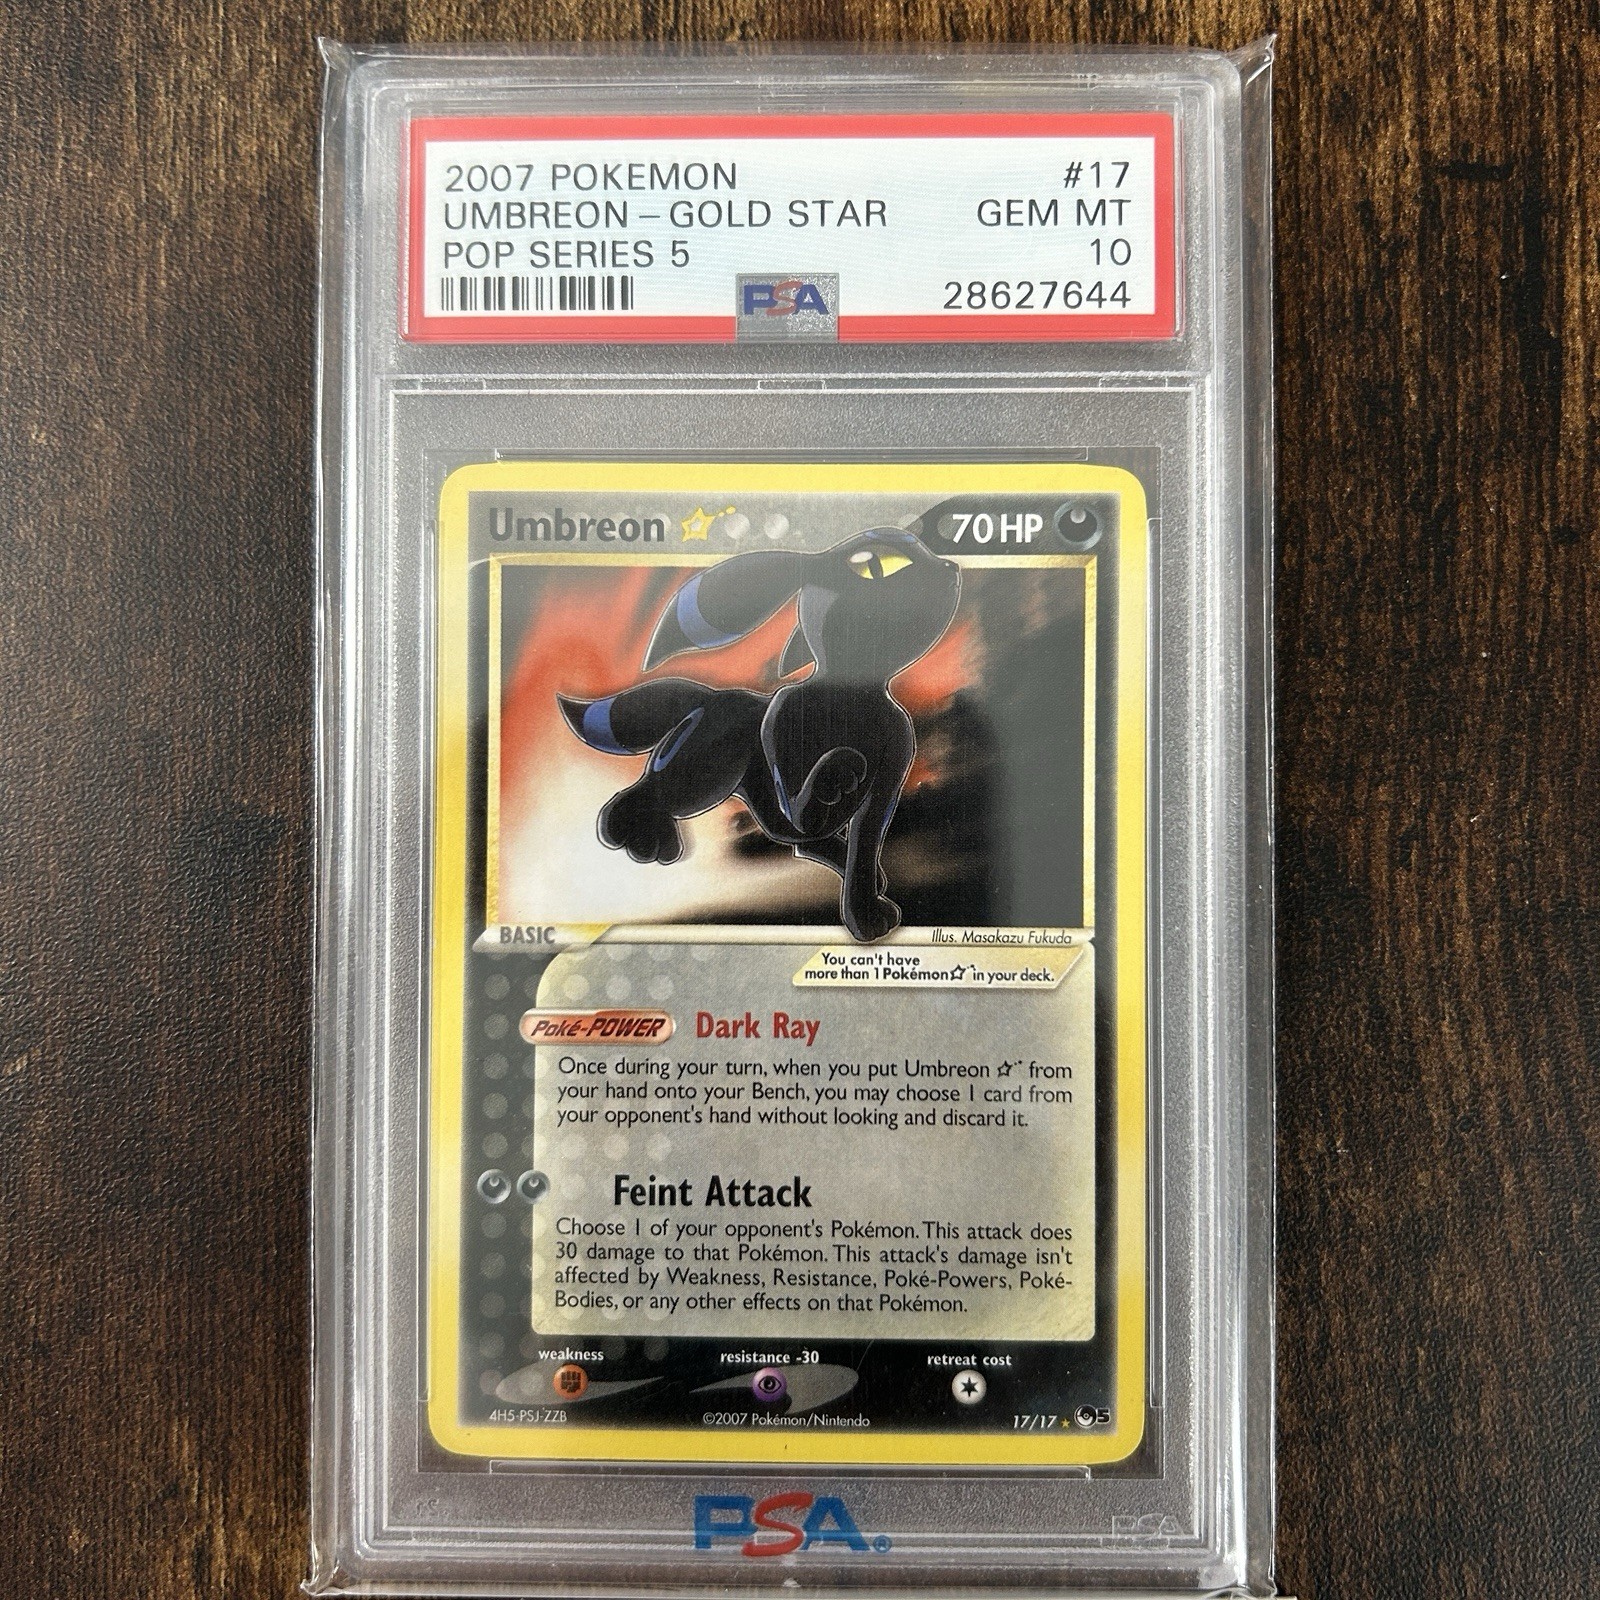 2007 POKEMON #17
UMBREON - GOLD STAR GEM MT
POP SERIES 5 10
28627644
PSA
Umbreon 70 HP
BASIC
Illus. Masakazu Fukuda
You can't have
more than 1 Pokémon☆ in your deck.
Poké-POWER Dark Ray
Once during your turn, when you put Umbreon ☆ from
your hand onto your Bench, you may choose 1 card from
your opponent's hand without looking and discard it.
Feint Attack
Choose 1 of your opponent's Pokémon. This attack does
30 damage to that Pokémon. This attack's damage isn't
affected by Weakness, Resistance, Poké-Powers, Poké-
Bodies, or any other effects on that Pokémon.
weakness resistance -30 retreat cost
4H5-PSJ-ZZB ©2007 Pokémon/Nintendo 17/17 ★ 5
PSA®
PSA